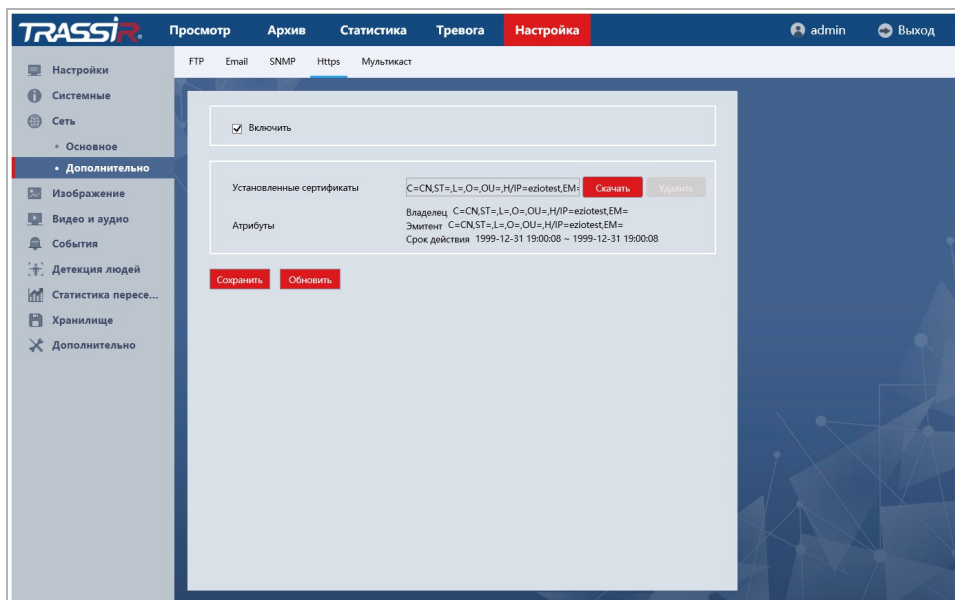 TRASSIR® Просмотр Архив Статистика Тревога Настройка admin Выход
FTP Email SNMP Https Мультикаст
Настройки
Системные
Сеть
• Основное
• Дополнительно
Изображение
Видео и аудио
События
Детекция людей
Статистика пересе...
Хранилище
Дополнительно
Включить
Установленные сертификаты C=CN,ST=,L=,O=,OU=,H/IP=eziotest,EM= Скачать Удалить
Атрибуты
Владелец C=CN,ST=,L=,O=,OU=,H/IP=eziotest,EM=
Эмитент C=CN,ST=,L=,O=,OU=,H/IP=eziotest,EM=
Срок действия 1999-12-31 19:00:08 ~ 1999-12-31 19:00:08
Сохранить Обновить